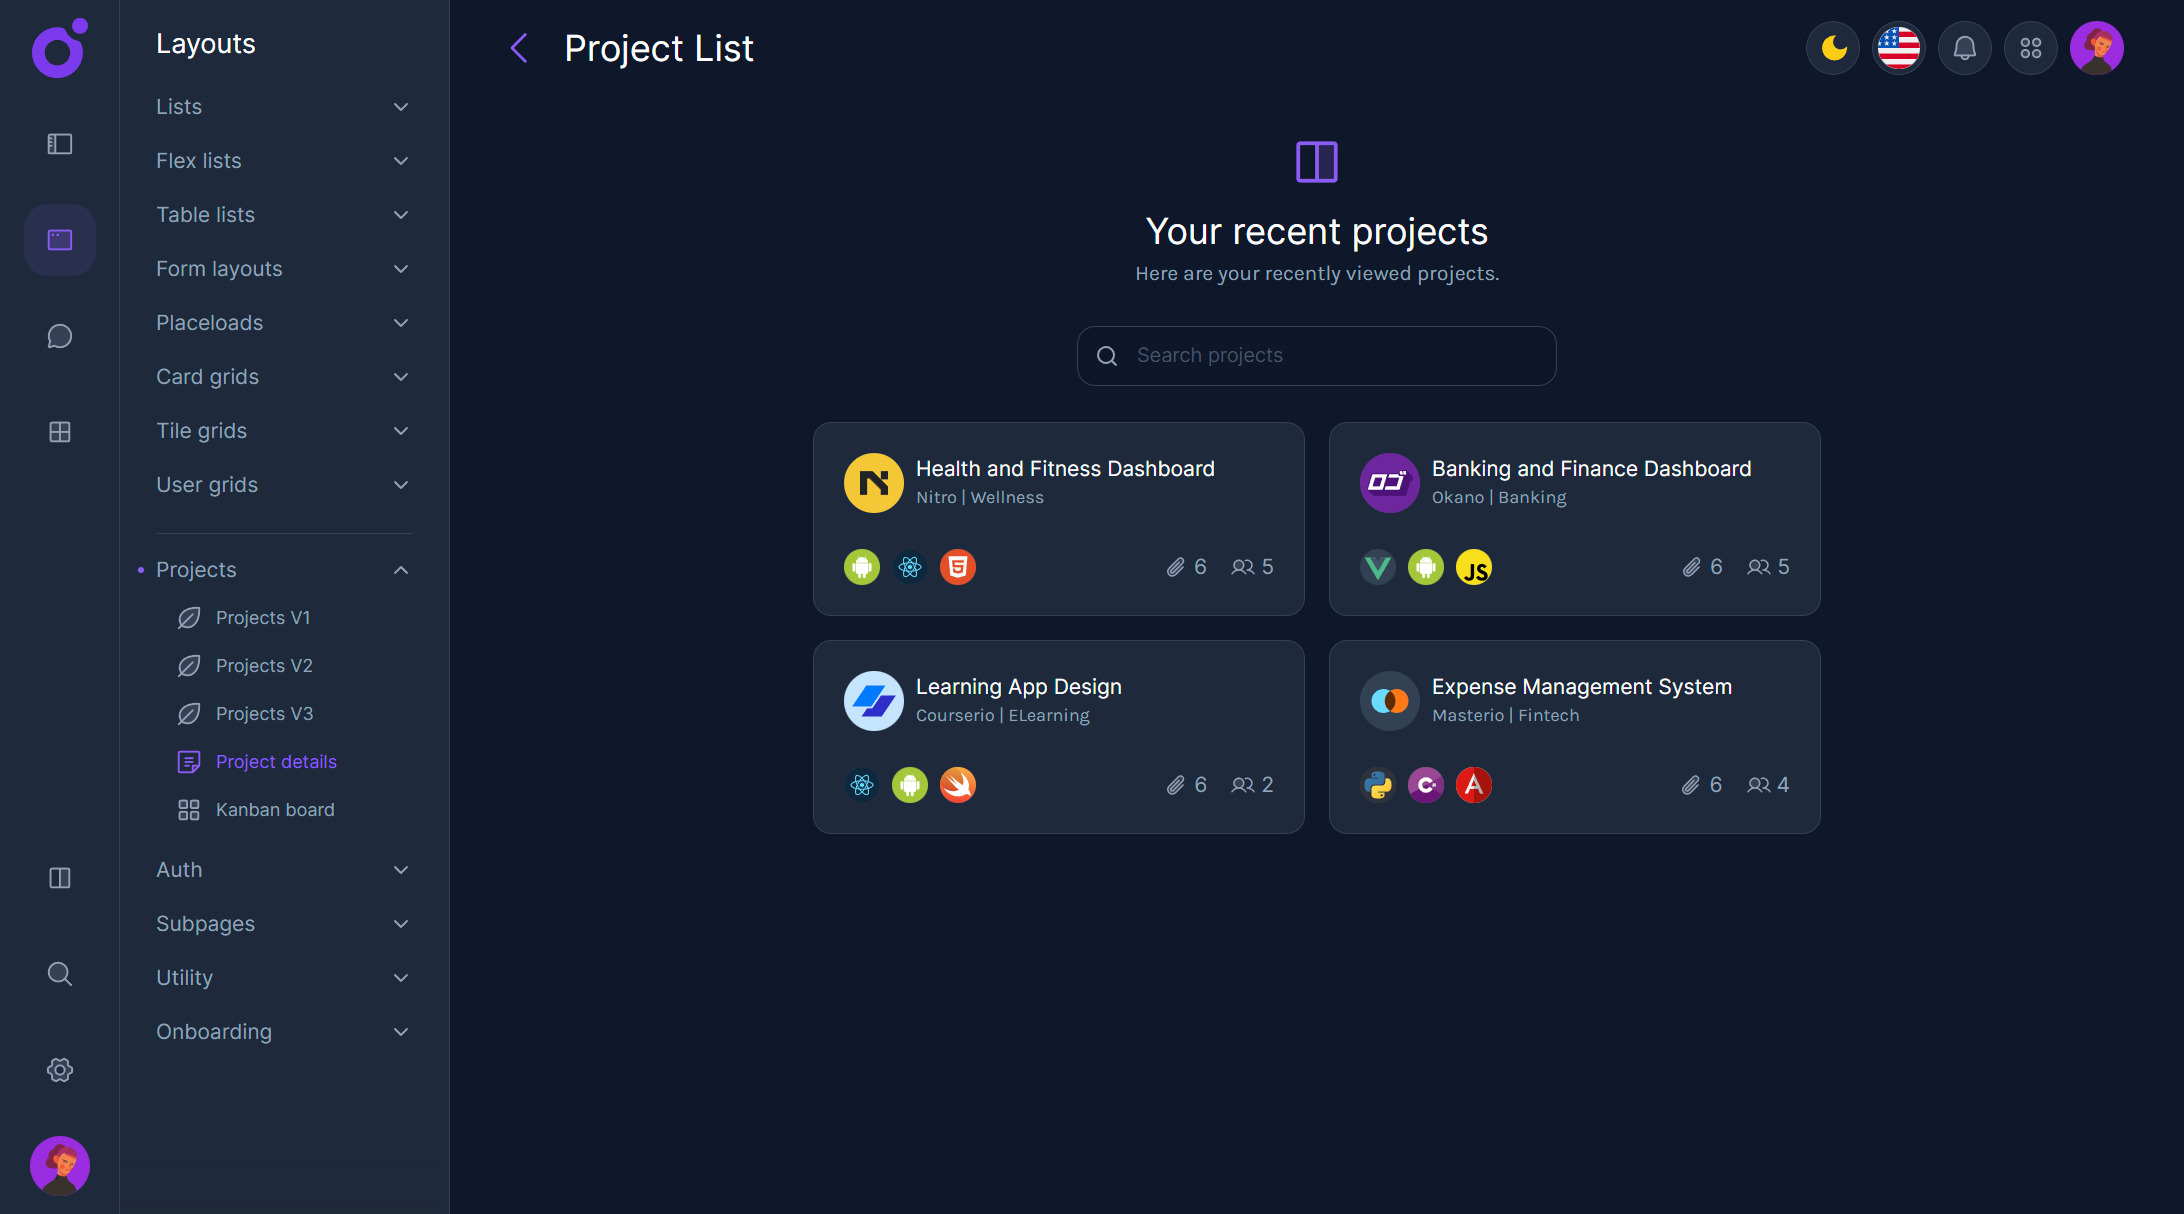 Layouts
Lists
Flex lists
Table lists
Form layouts
Placeloads
Card grids
Tile grids
User grids
Projects
Projects V1
Projects V2
Projects V3
Project details
Kanban board
Auth
Subpages
Utility
Onboarding
Project List
Your recent projects
Here are your recently viewed projects.
Search projects
Health and Fitness Dashboard
Nitro | Wellness
5
6
5
Banking and Finance Dashboard
Okano | Banking
ロゴ
JS
6
5
Learning App Design
Courserio | ELearning
6
2
Expense Management System
Masterio | Fintech
C#
A
6
4